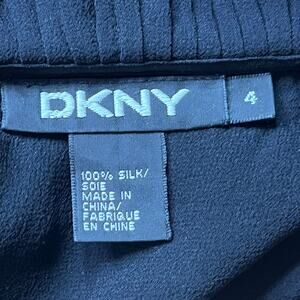 DKNY
4
100% SILK/
SOIE
MADE IN
CHINA/
FABRIQUE
EN CHINE